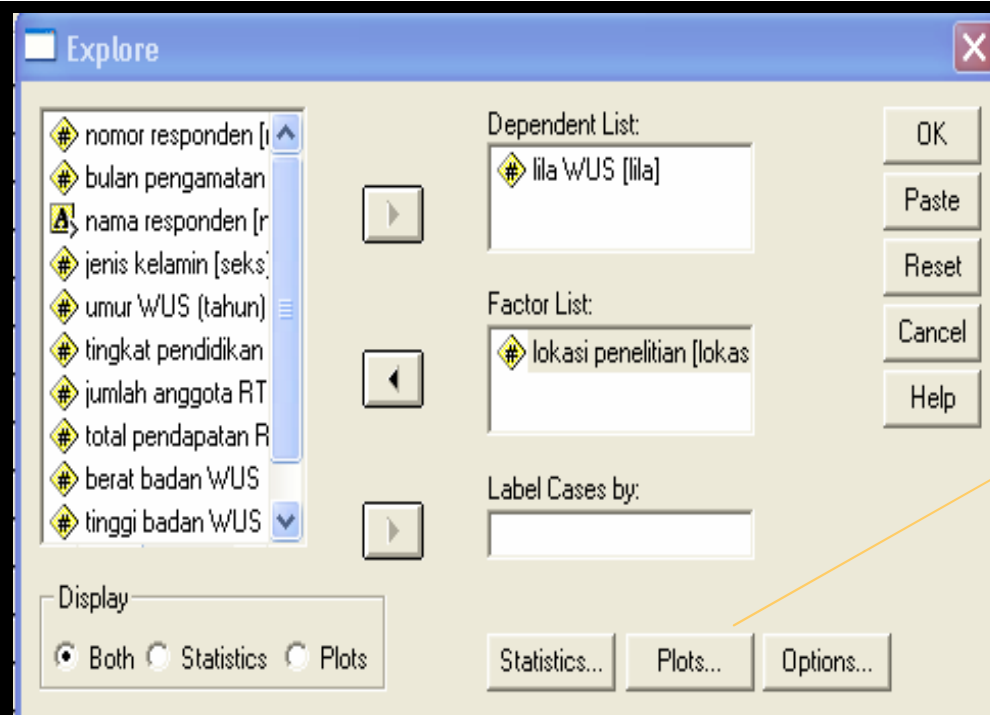 Explore
nomor responden [
bulan pengamatan
nama responden [r
jenis kelamin [seks]
umur WUS (tahun)
tingkat pendidikan
jumlah anggota RT
total pendapatan R
berat badan WUS
tinggi badan WUS
Dependent List:
lila WUS [lila]
Factor List:
lokasi penelitian [lokas
Label Cases by:
OK
Paste
Reset
Cancel
Help
Display
Both Statistics Plots
Statistics... Plots... Options...